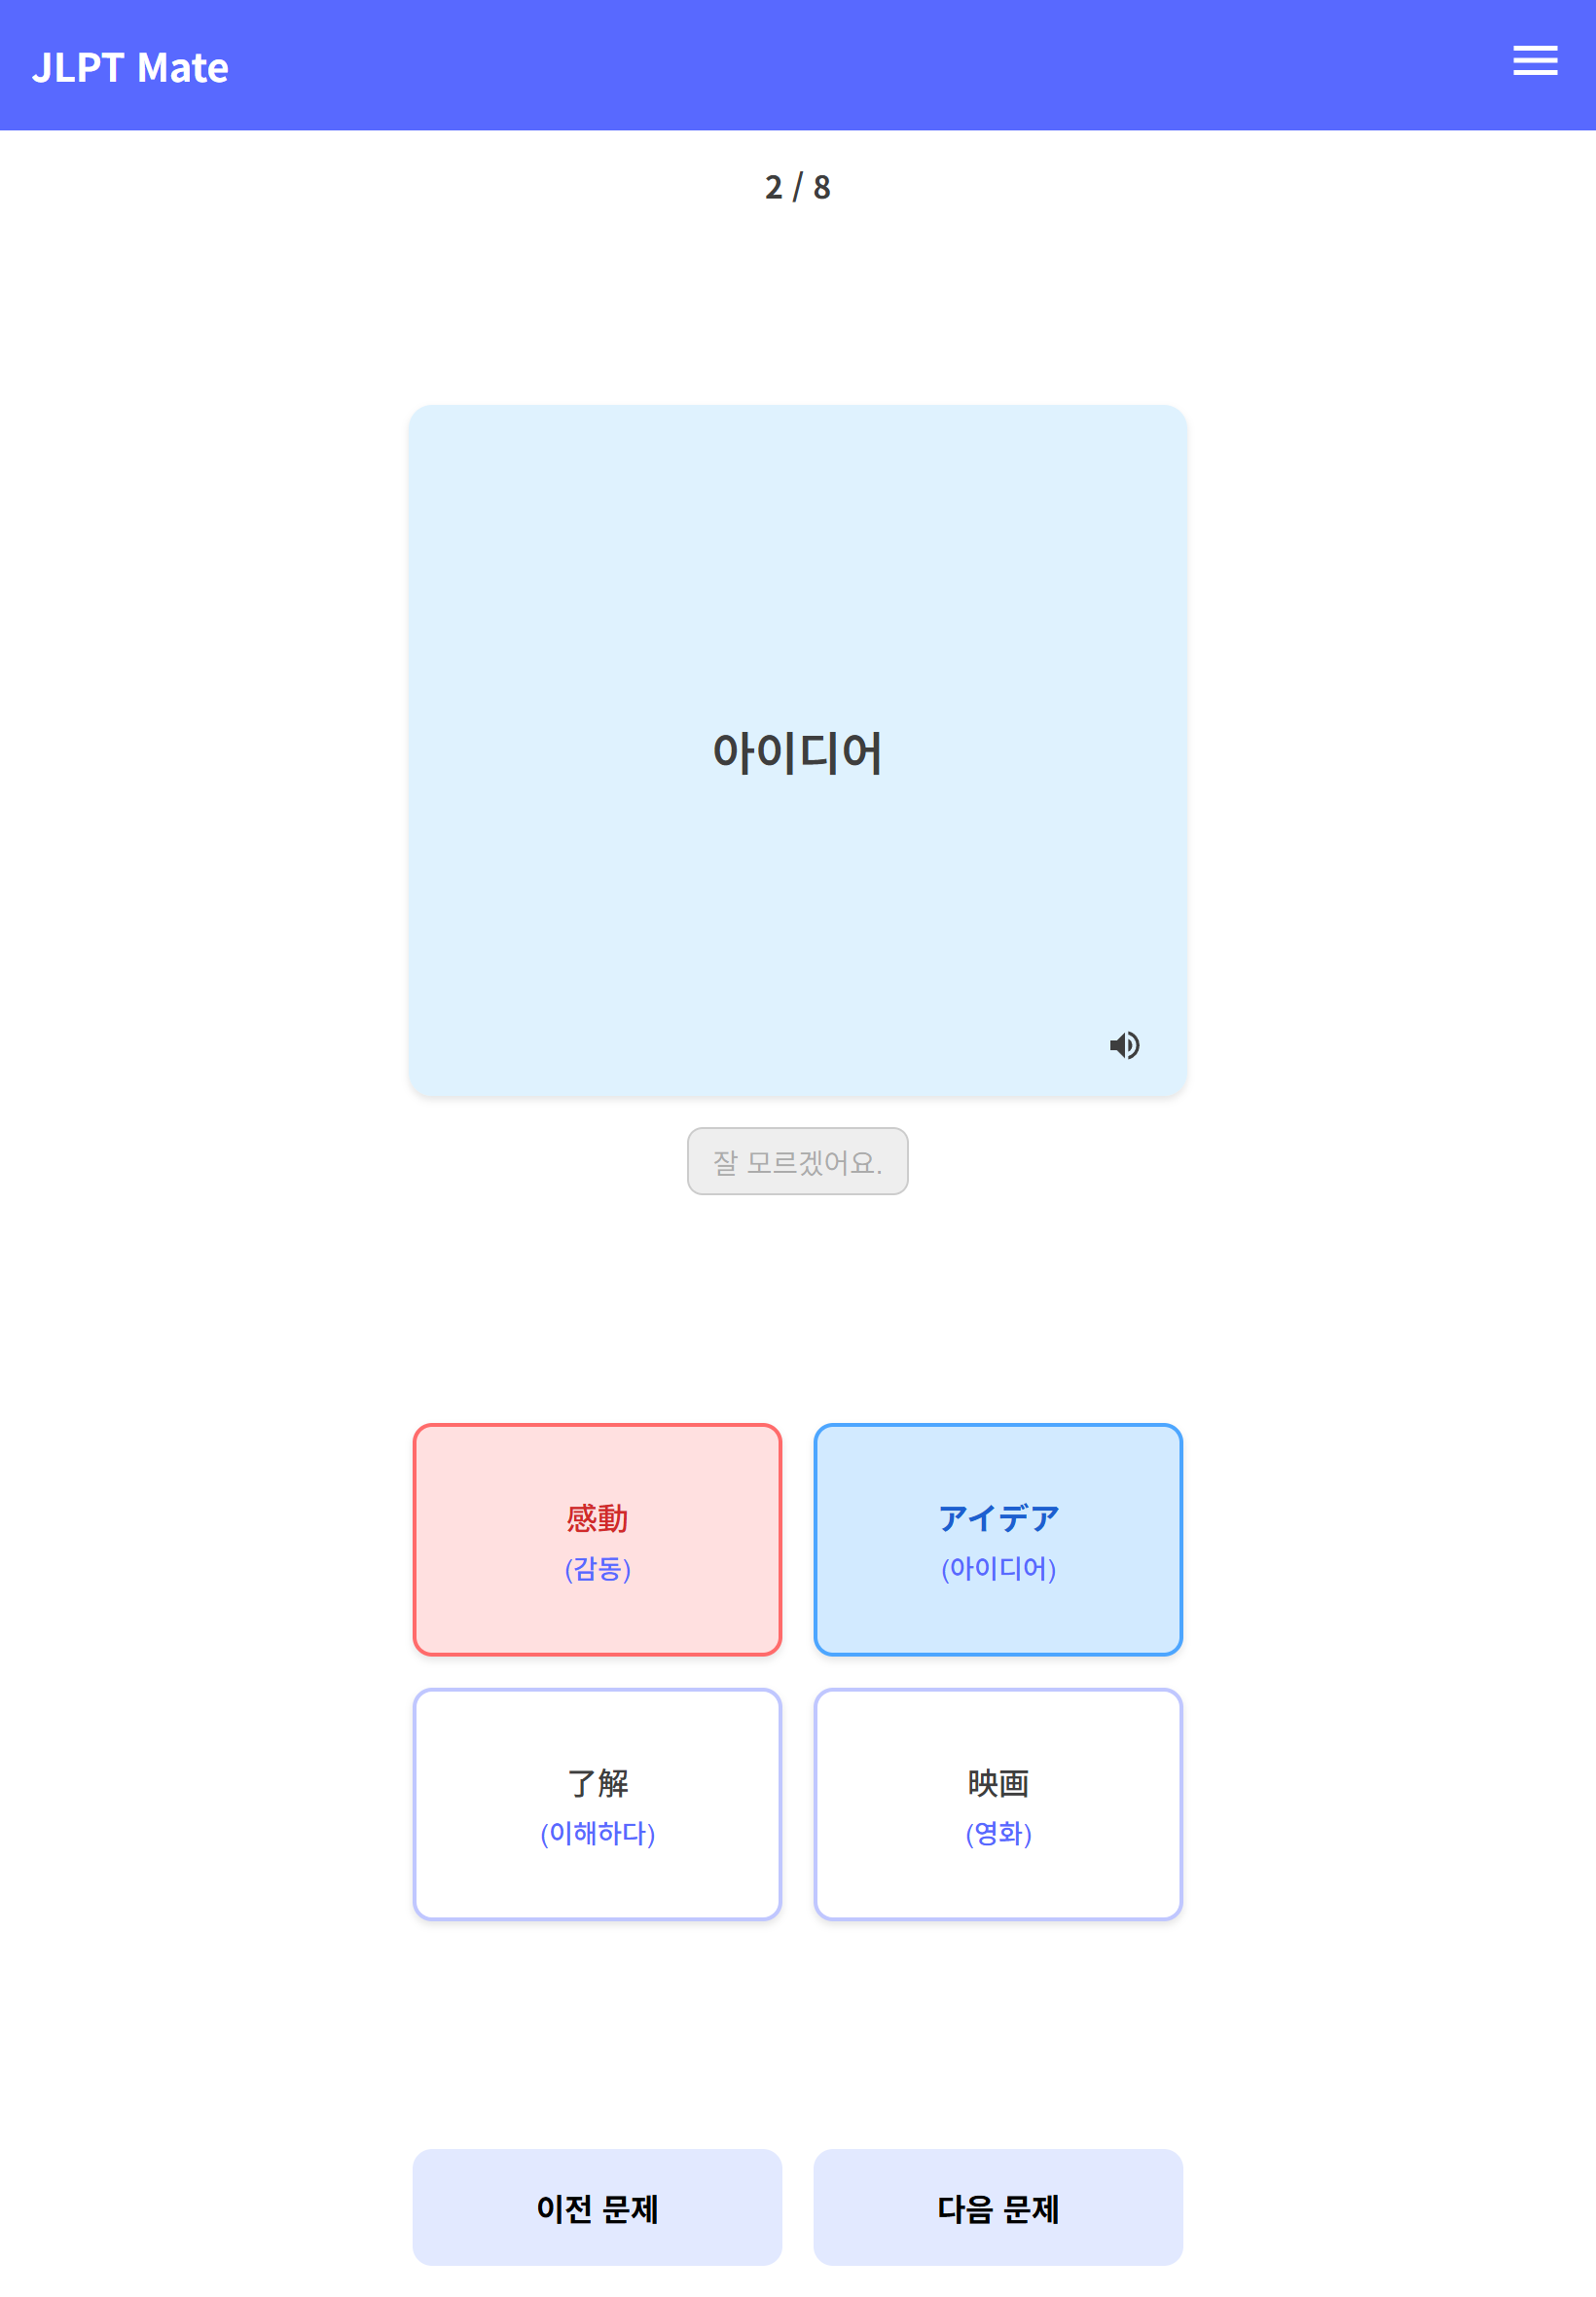 JLPT Mate
2 / 8
아이디어
잘 모르겠어요.
感動
(감동)
アイデア
(아이디어)
了解
(이해하다)
映画
(영화)
이전 문제
다음 문제